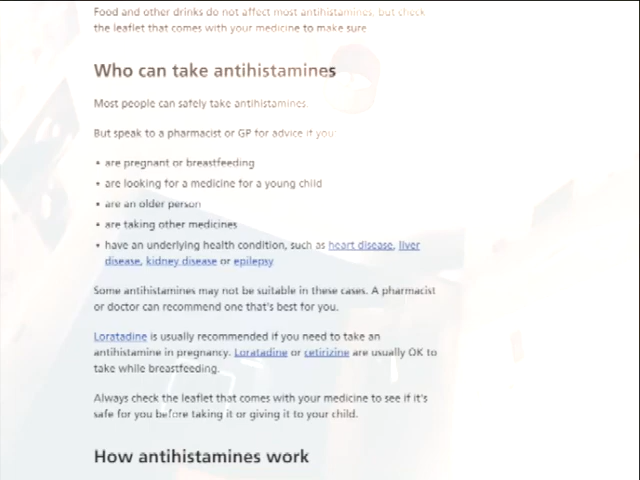 Food and other drinks do not affect most antihistamines, but check
the leaflet that comes with your medicine to make sure
Who can take antihistamines
Most people can safely take antihistamines.
But speak to a pharmacist or GP for advice if you:
• are pregnant or breastfeeding
• are looking for a medicine for a young child
• are an older person
• are taking other medicines
• have an underlying health condition, such as heart disease, liver
disease, kidney disease or epilepsy
Some antihistamines may not be suitable in these cases. A pharmacist
or doctor can recommend one that's best for you.
Loratadine is usually recommended if you need to take an
antihistamine in pregnancy. Loratadine or cetirizine are usually OK to
take while breastfeeding.
Always check the leaflet that comes with your medicine to see if it's
safe for you before taking it or giving it to your child.
How antihistamines work